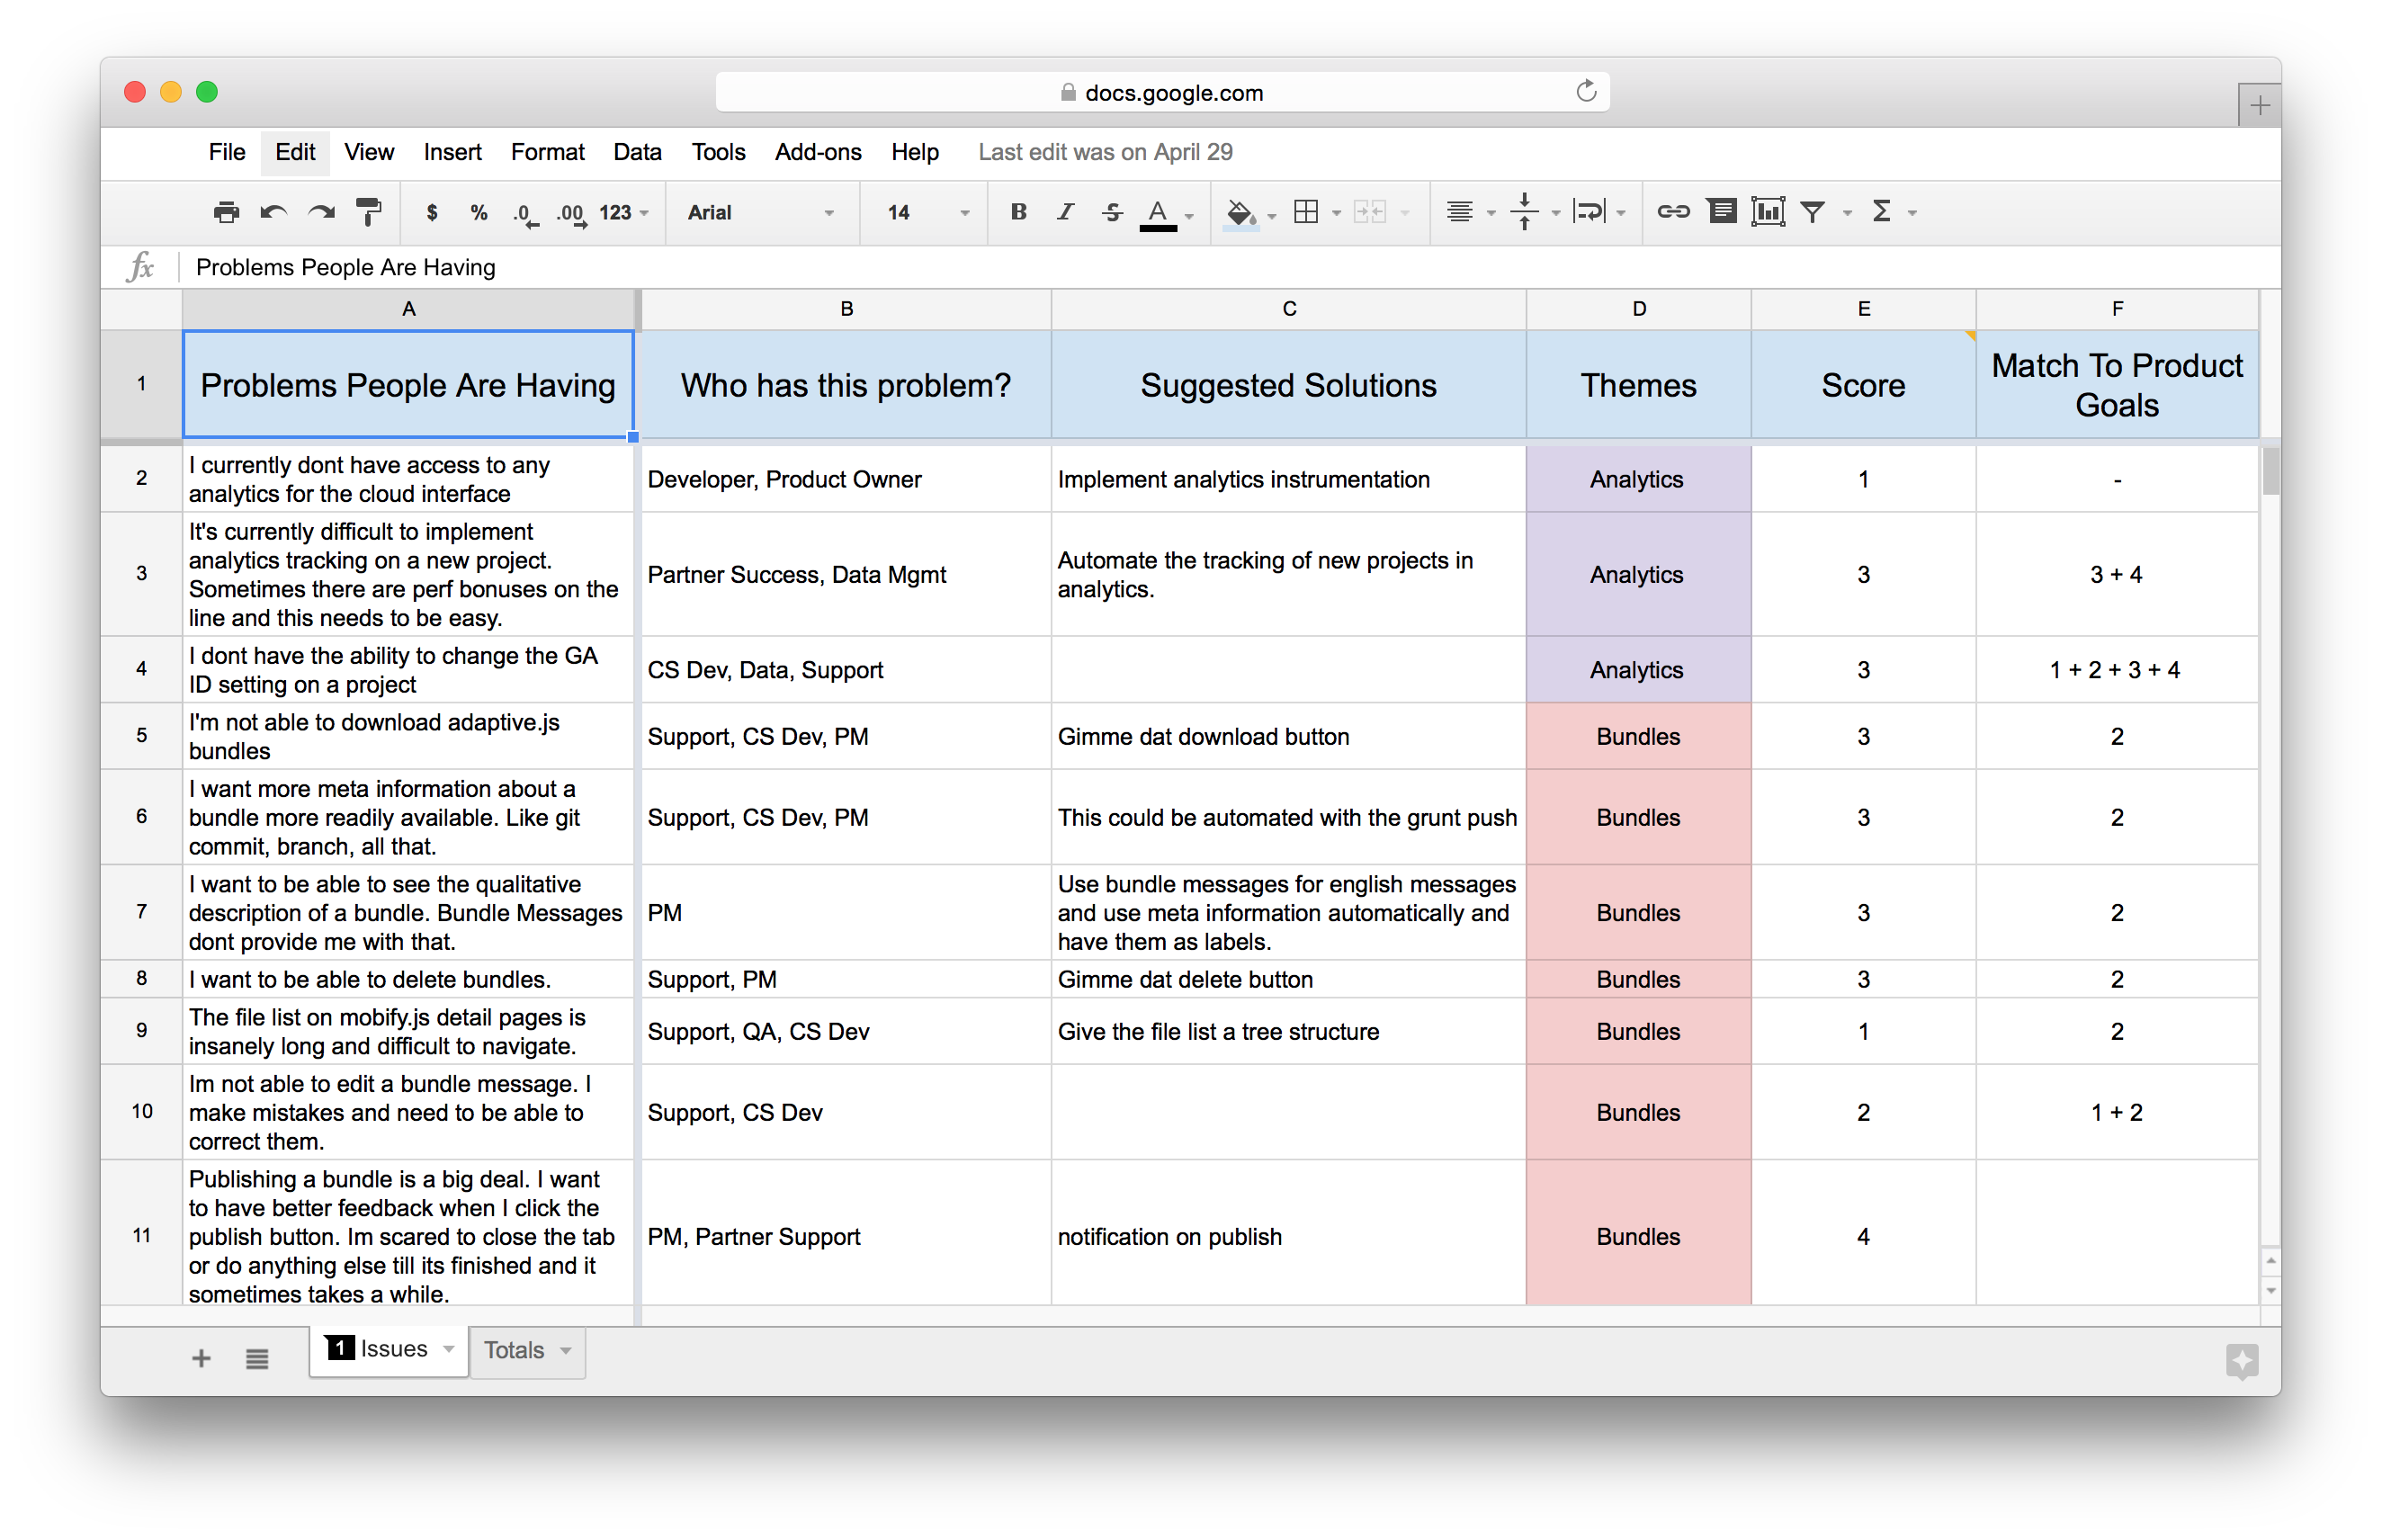 docs.google.com
File Edit View Insert Format Data Tools Add-ons Help Last edit was on April 29
$ % .0 .00 123 Arial 14 B I S A Σ
fx Problems People Are Having
A B C D E F
1 Problems People Are Having Who has this problem? Suggested Solutions Themes Score Match To Product
Goals
2 I currently dont have access to any
analytics for the cloud interface
Developer, Product Owner Implement analytics instrumentation Analytics 1 -
3 It's currently difficult to implement
analytics tracking on a new project.
Sometimes there are perf bonuses on the
line and this needs to be easy.
Partner Success, Data Mgmt
Automate the tracking of new projects in
analytics.
Analytics 3 3 + 4
4 I dont have the ability to change the GA
ID setting on a project
CS Dev, Data, Support Analytics 3 1 + 2 + 3 + 4
5 I'm not able to download adaptive.js
bundles
Support, CS Dev, PM Gimme dat download button Bundles 3 2
6 I want more meta information about a
bundle more readily available. Like git
commit, branch, all that.
Support, CS Dev, PM This could be automated with the grunt push Bundles 3 2
7 I want to be able to see the qualitative
description of a bundle. Bundle Messages
dont provide me with that.
PM
Use bundle messages for english messages
and use meta information automatically and
have them as labels.
Bundles 3 2
8 I want to be able to delete bundles. Support, PM Gimme dat delete button Bundles 3 2
9 The file list on mobify.js detail pages is
insanely long and difficult to navigate.
Support, QA, CS Dev Give the file list a tree structure Bundles 1 2
10 Im not able to edit a bundle message. I
make mistakes and need to be able to
correct them.
Support, CS Dev Bundles 2 1 + 2
11 Publishing a bundle is a big deal. I want
to have better feedback when I click the
publish button. Im scared to close the tab
or do anything else till its finished and it
sometimes takes a while.
PM, Partner Support notification on publish Bundles 4
1 Issues Totals